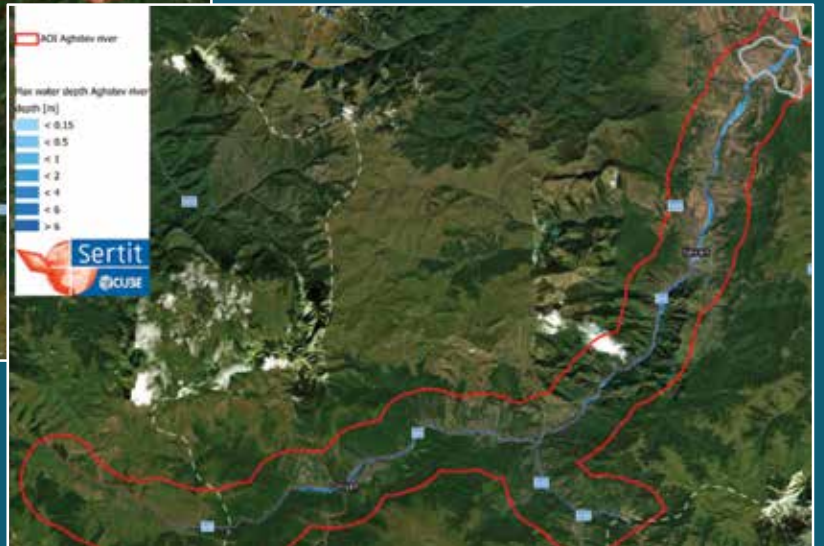 AOI Aghstev river
Max water depth Aghstev river
depth [m]
< 0.15
< 0.5
< 1
< 2
< 4
< 6
> 6
Sertit
ICUBE